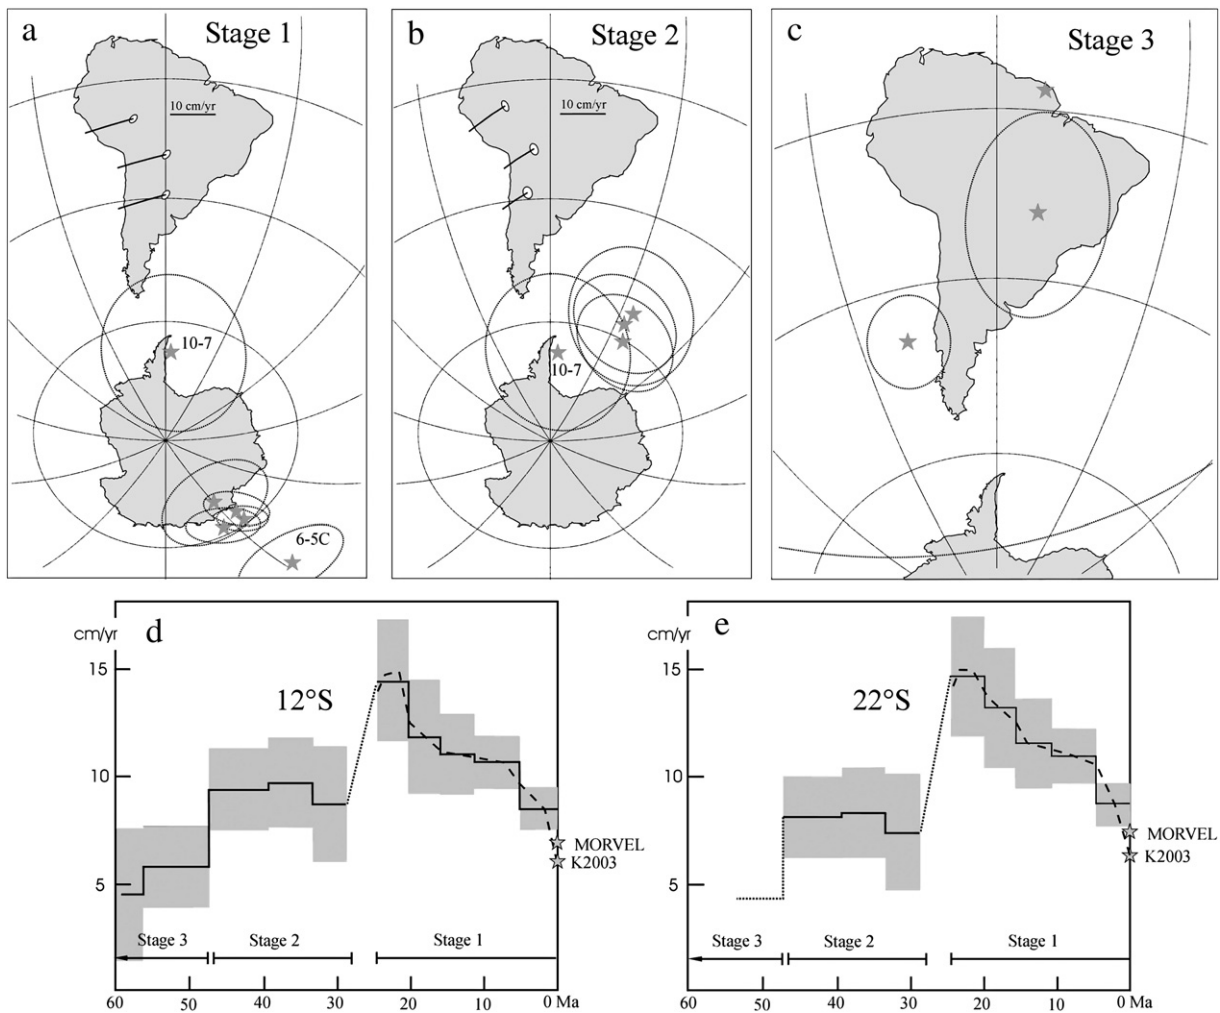 a
Stage 1
10 cm/yr
10-7
6-5C
b
Stage 2
10 cm/yr
10-7
c
Stage 3
cm/yr
d
15
12°S
10
MORVEL
K2003
5
Stage 3
Stage 2
Stage 1
60
50
40
30
20
10
0 Ma
cm/yr
e
15
22°S
10
MORVEL
K2003
5
Stage 3
Stage 2
Stage 1
60
50
40
30
20
10
0 Ma